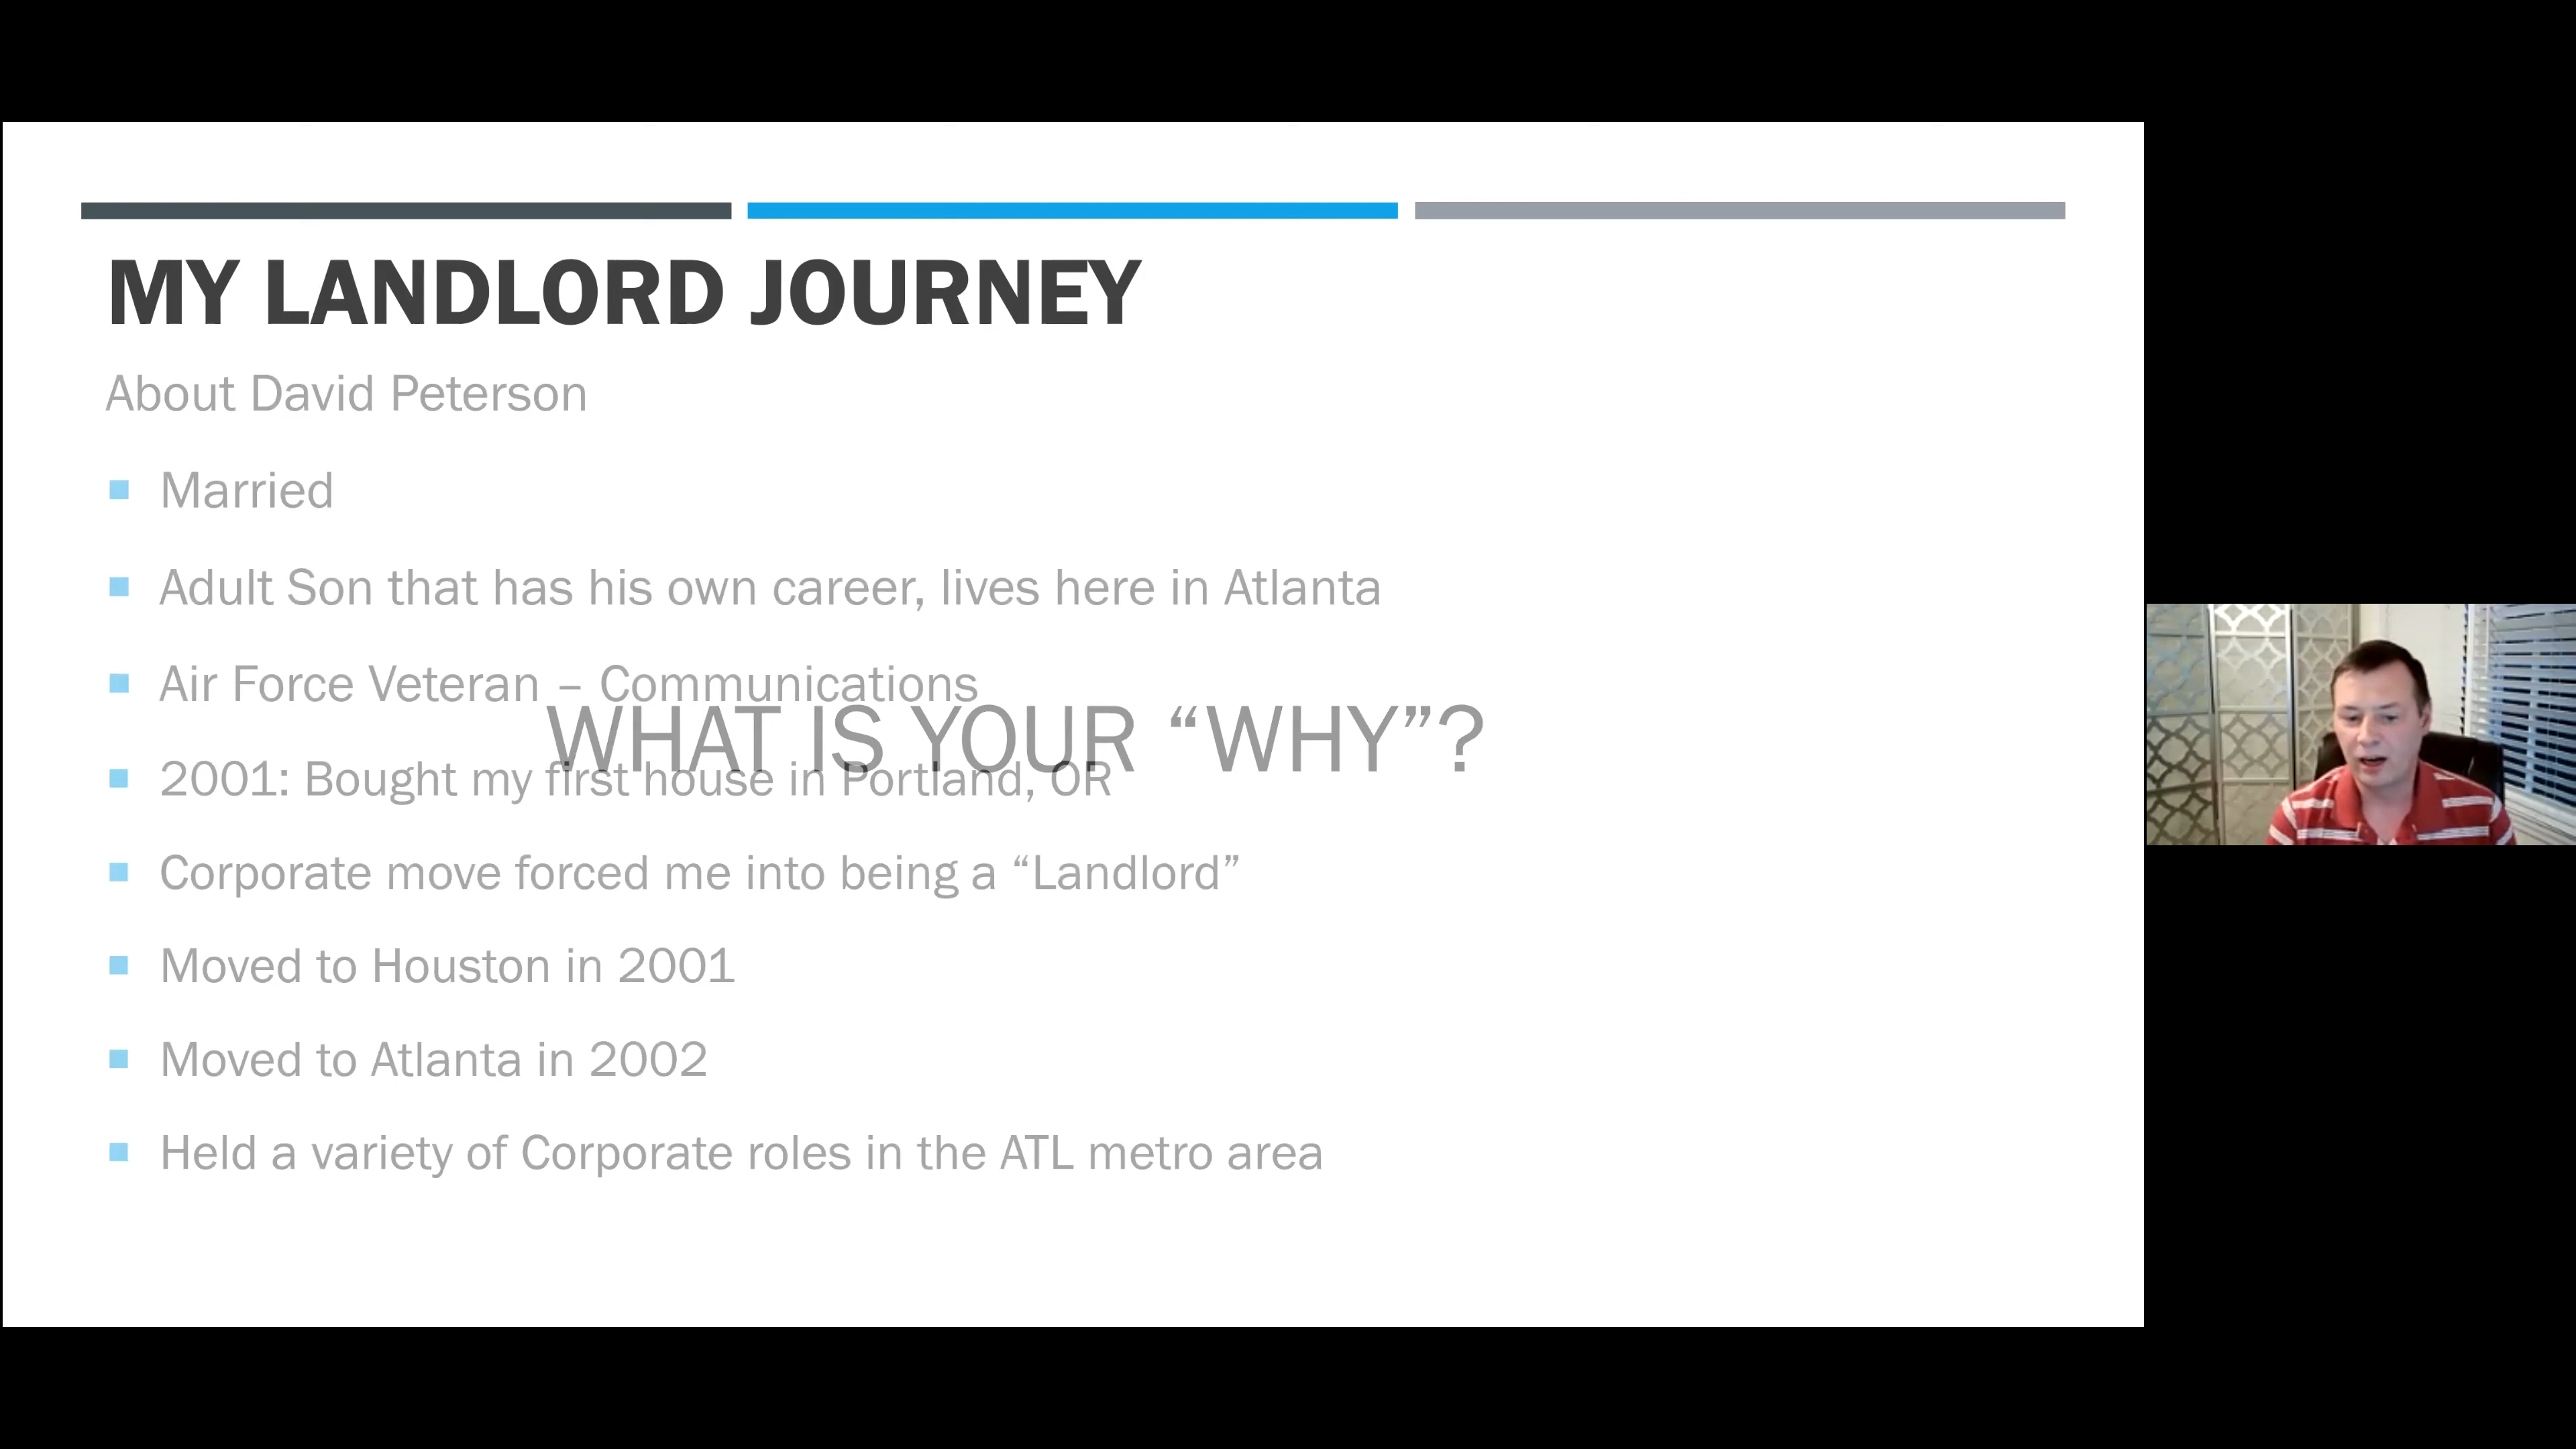 MY LANDLORD JOURNEY
About David Peterson
Married
Adult Son that has his own career, lives here in Atlanta
Air Force Veteran – Communications
WHAT IS YOUR “WHY”?
2001: Bought my first house in Portland, OR
Corporate move forced me into being a “Landlord”
Moved to Houston in 2001
Moved to Atlanta in 2002
Held a variety of Corporate roles in the ATL metro area